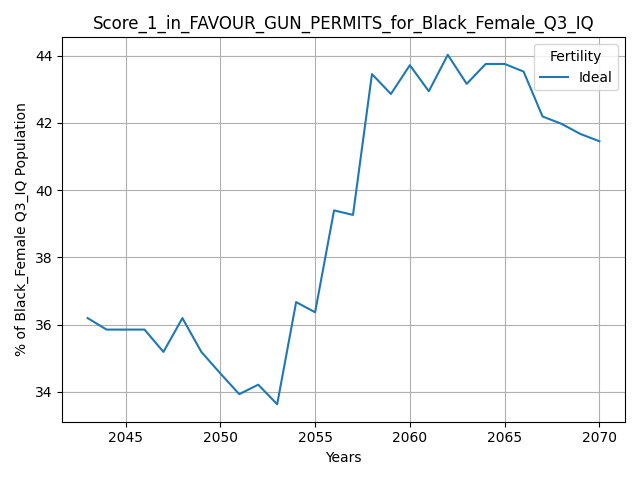 Score_1_in_FAVOUR_GUN_PERMITS_for_Black_Female_Q3_IQ
Fertility
Ideal
% of Black_Female Q3_IQ Population
44
42
40
38
36
34
2045
2050
2055
2060
2065
2070
Years